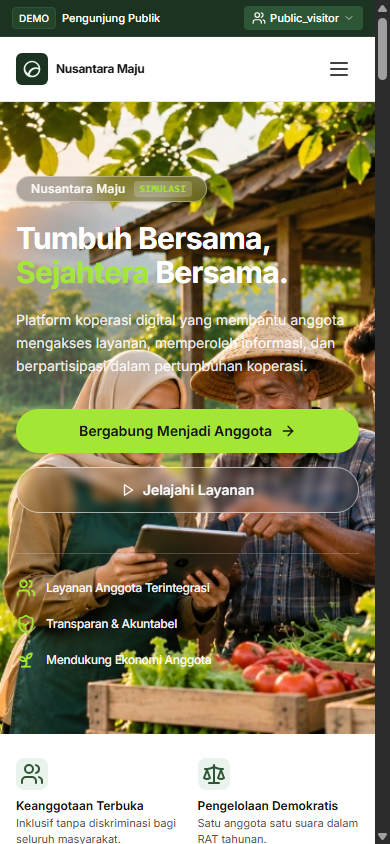 DEMO Pengunjung Publik Public_visitor
Nusantara Maju
Nusantara Maju SIMULASI
Tumbuh Bersama,
Sejahtera Bersama.
Platform koperasi digital yang membantu anggota
mengakses layanan, memperoleh informasi, dan
berpartisipasi dalam pertumbuhan koperasi.
Bergabung Menjadi Anggota
Jelajahi Layanan
Layanan Anggota Terintegrasi
Transparan & Akuntabel
Mendukung Ekonomi Anggota
Keanggotaan Terbuka
Inklusif tanpa diskriminasi bagi
seluruh masyarakat.
Pengelolaan Demokratis
Satu anggota satu suara dalam
RAT tahunan.